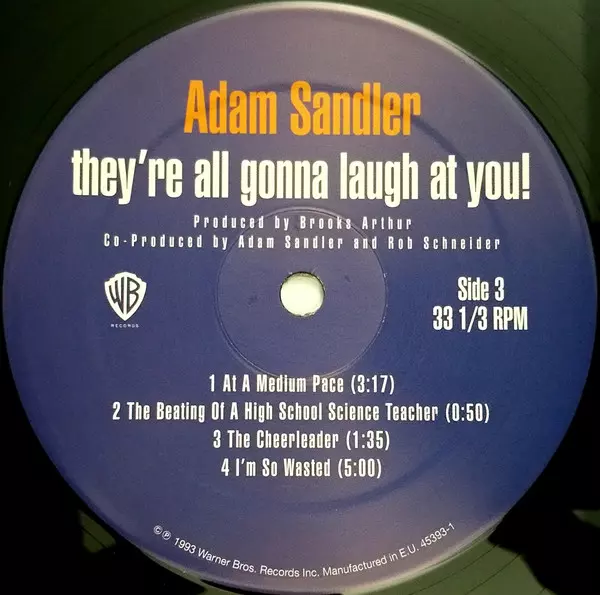 Adam Sandler
they're all gonna laugh at you!
Produced by Brooks Arthur
Co-Produced by Adam Sandler and Rob Schneider
WB
RECORDS
Side 3
33 1/3 RPM
1 At A Medium Pace (3:17)
2 The Beating Of A High School Science Teacher (0:50)
3 The Cheerleader (1:35)
4 I'm So Wasted (5:00)
©℗ 1993 Warner Bros. Records Inc. Manufactured in E.U. 45393-1